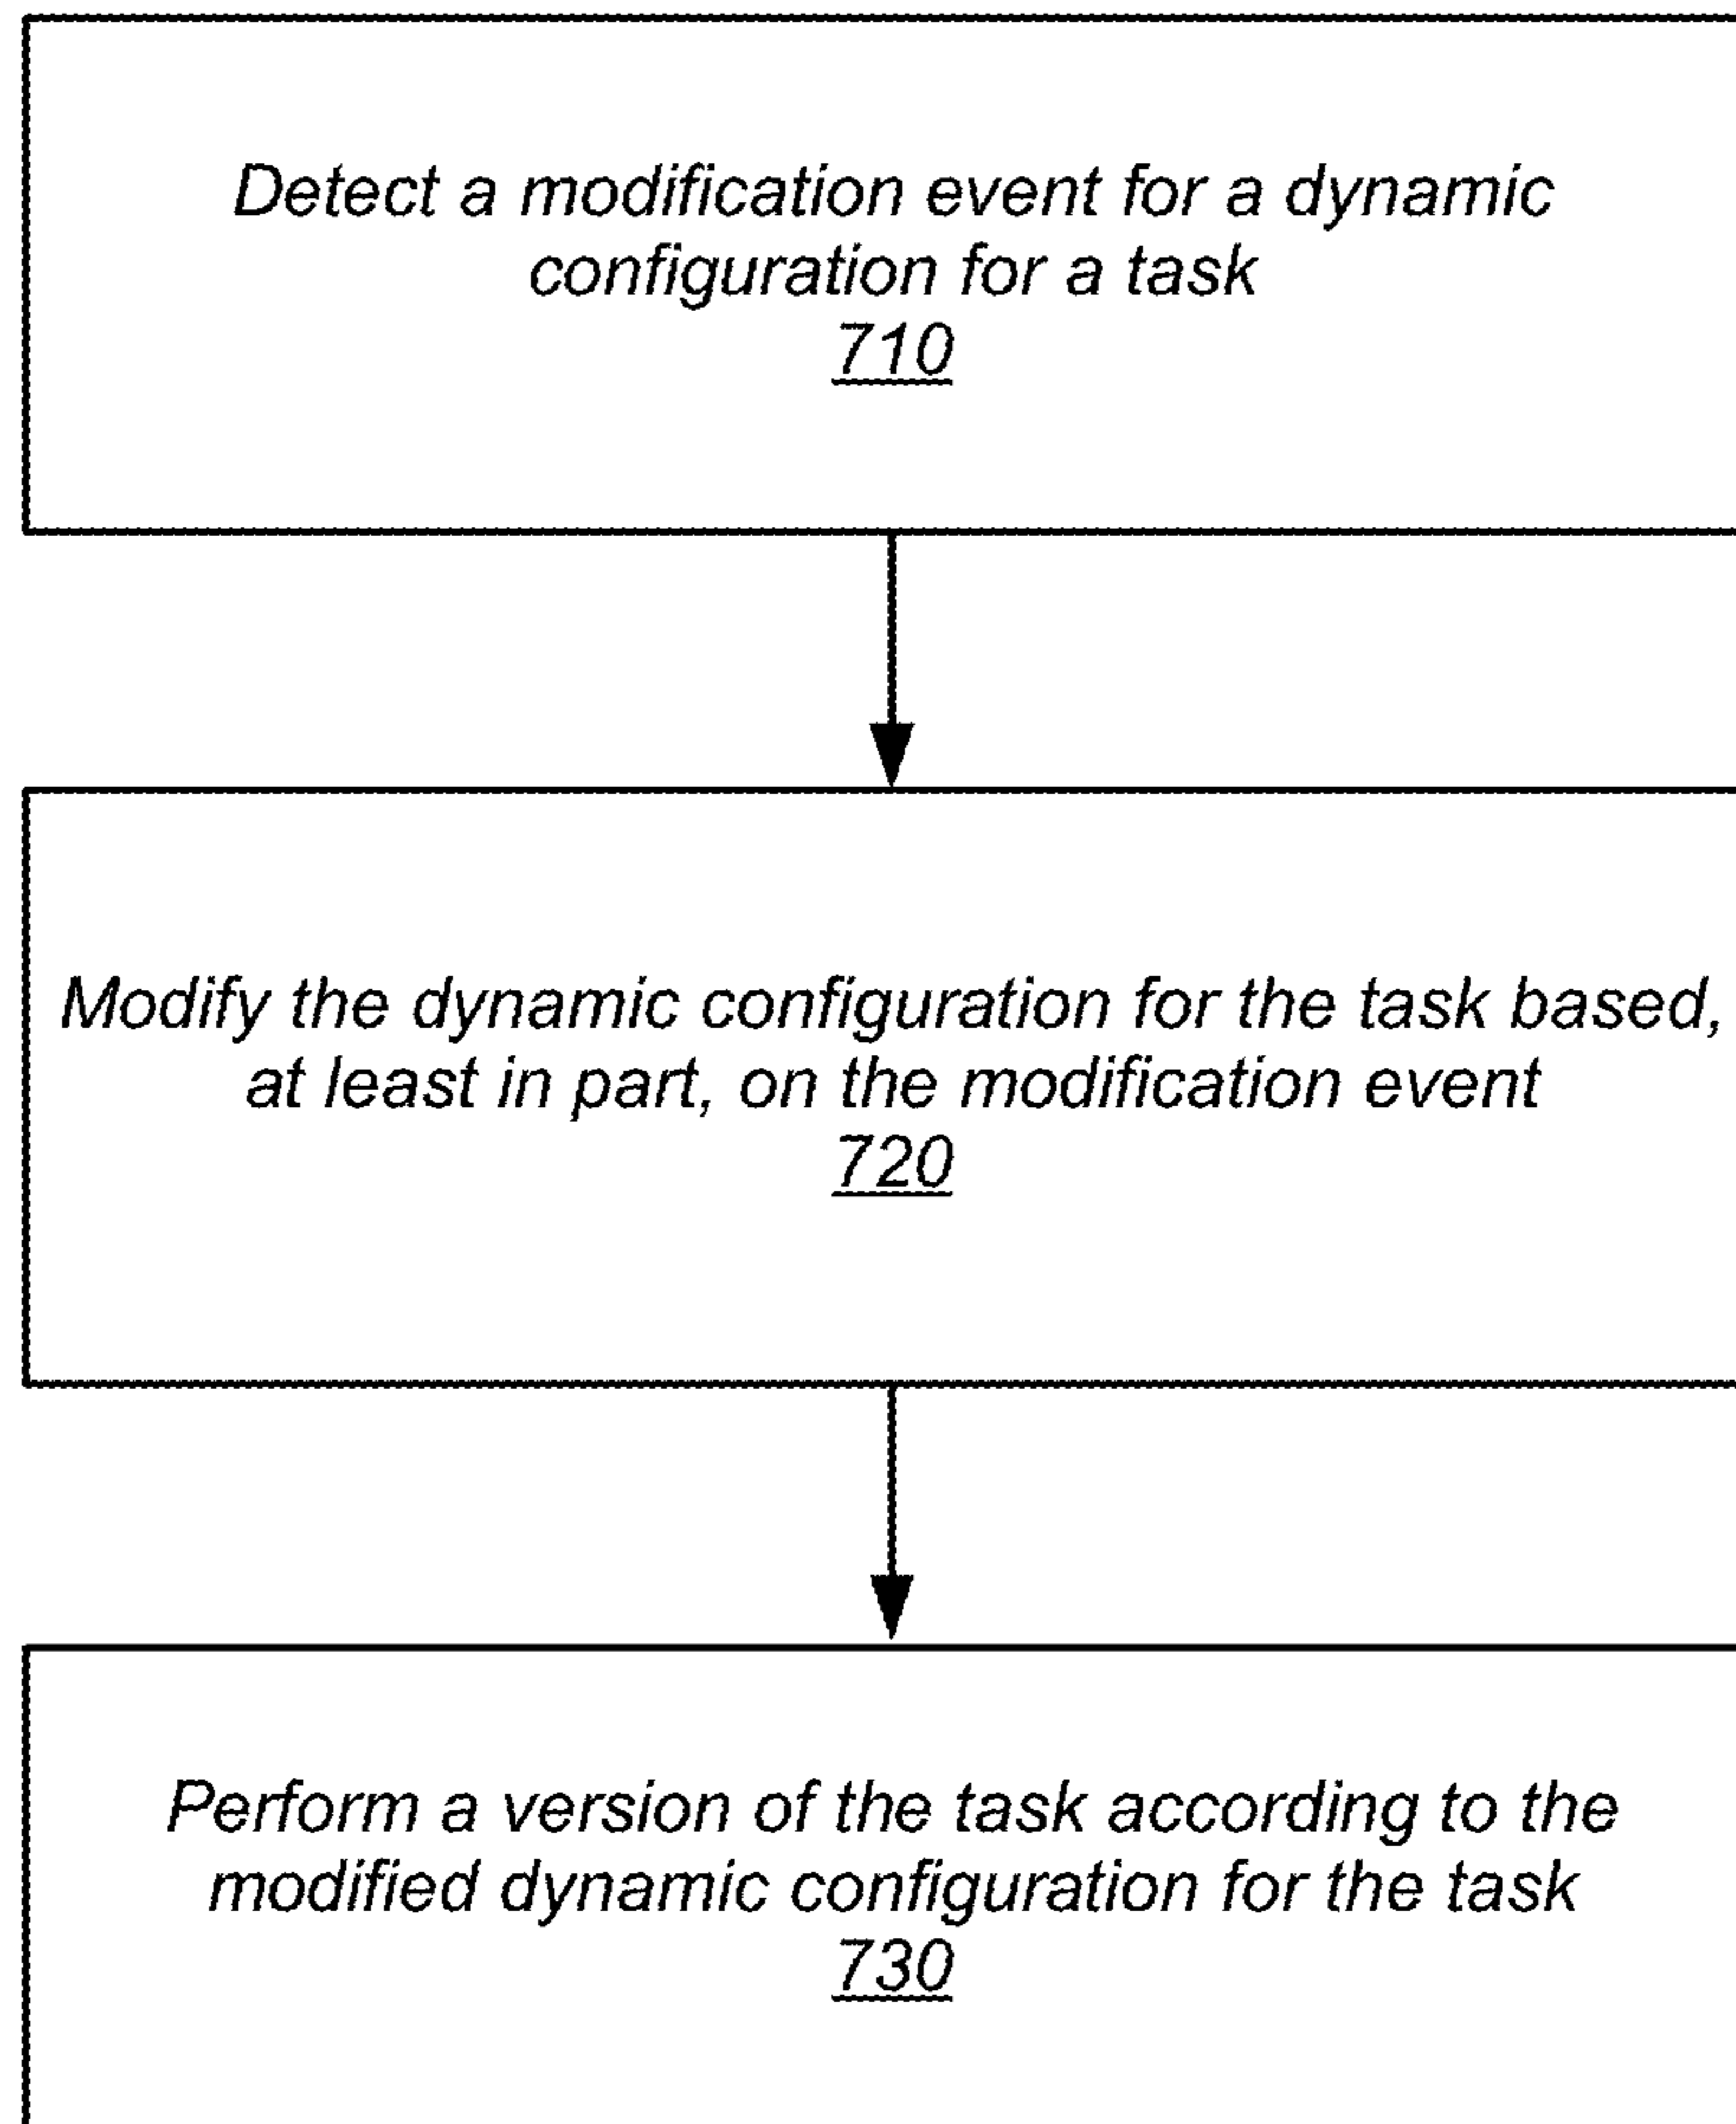 Detect a modification event for a dynamic
configuration for a task
710
Modify the dynamic configuration for the task based,
at least in part, on the modification event
720
Perform a version of the task according to the
modified dynamic configuration for the task
730